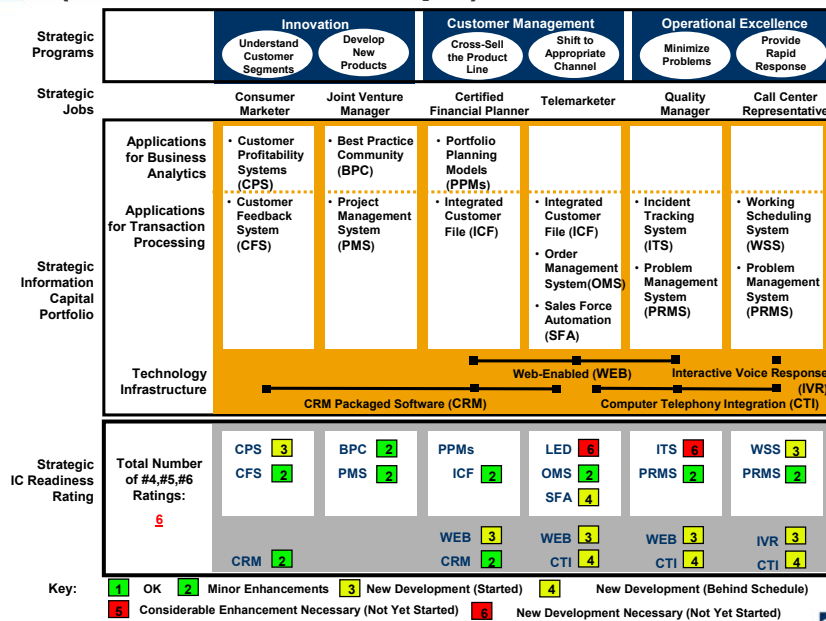 Innovation
Customer Management
Operational Excellence
Strategic
Programs
Understand
Customer
Segments
Develop
New
Products
Cross-Sell
the Product
Line
Shift to
Appropriate
Channel
Minimize
Problems
Provide
Rapid
Response
Strategic
Jobs
Consumer
Marketer
Joint Venture
Manager
Certified
Financial Planner
Telemarketer
Quality
Manager
Call Center
Representative
Strategic
Information
Capital
Portfolio
Applications
for Business
Analytics
• Customer
Profitability
Systems
(CPS)
• Best Practice
Community
(BPC)
• Portfolio
Planning
Models
(PPMs)
Applications
for Transaction
Processing
• Customer
Feedback
System
(CFS)
• Project
Management
System
(PMS)
• Integrated
Customer
File (ICF)
• Integrated
Customer
File (ICF)
• Order
Management
System(OMS)
• Sales Force
Automation
(SFA)
• Incident
Tracking
System
(ITS)
• Problem
Management
System
(PRMS)
• Working
Scheduling
System
(WSS)
• Problem
Management
System
(PRMS)
Technology
Infrastructure
Web-Enabled (WEB)
Interactive Voice Response
(IVR)
CRM Packaged Software (CRM)
Computer Telephony Integration (CTI)
Strategic
IC Readiness
Rating
Total Number
of #4,#5,#6
Ratings:
6
CPS 3
CFS 2
CRM 2
BPC 2
PMS 2
PPMs
ICF 2
WEB 3
CRM 2
LED 6
OMS 2
SFA 4
WEB 3
CTI 4
ITS 6
PRMS 2
WEB 3
CTI 4
WSS 3
PRMS 2
IVR 3
CTI 4
Key: 1 OK 2 Minor Enhancements 3 New Development (Started) 4 New Development (Behind Schedule)
5 Considerable Enhancement Necessary (Not Yet Started) 6 New Development Necessary (Not Yet Started)